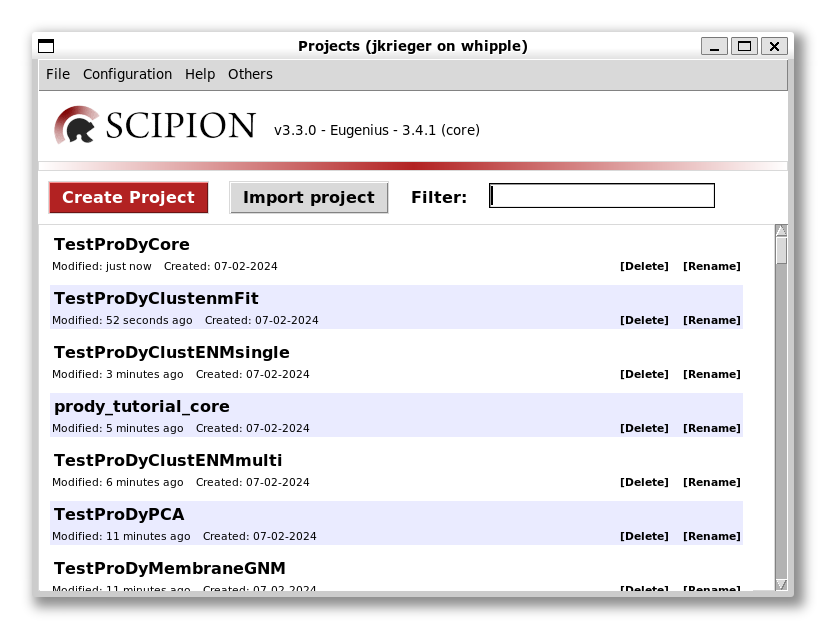 Projects (jkrieger on whipple)
File Configuration Help Others
SCIPION v3.3.0 - Eugenius - 3.4.1 (core)
Create Project Import project Filter:
TestProDyCore
Modified: just now Created: 07-02-2024 [Delete] [Rename]
TestProDyClustenmFit
Modified: 52 seconds ago Created: 07-02-2024 [Delete] [Rename]
TestProDyClustENMsingle
Modified: 3 minutes ago Created: 07-02-2024 [Delete] [Rename]
prody_tutorial_core
Modified: 5 minutes ago Created: 07-02-2024 [Delete] [Rename]
TestProDyClustENMmulti
Modified: 6 minutes ago Created: 07-02-2024 [Delete] [Rename]
TestProDyPCA
Modified: 11 minutes ago Created: 07-02-2024 [Delete] [Rename]
TestProDyMembraneGNM
Modified: 11 minutes ago Created: 07-02-2024 [Delete] [Rename]